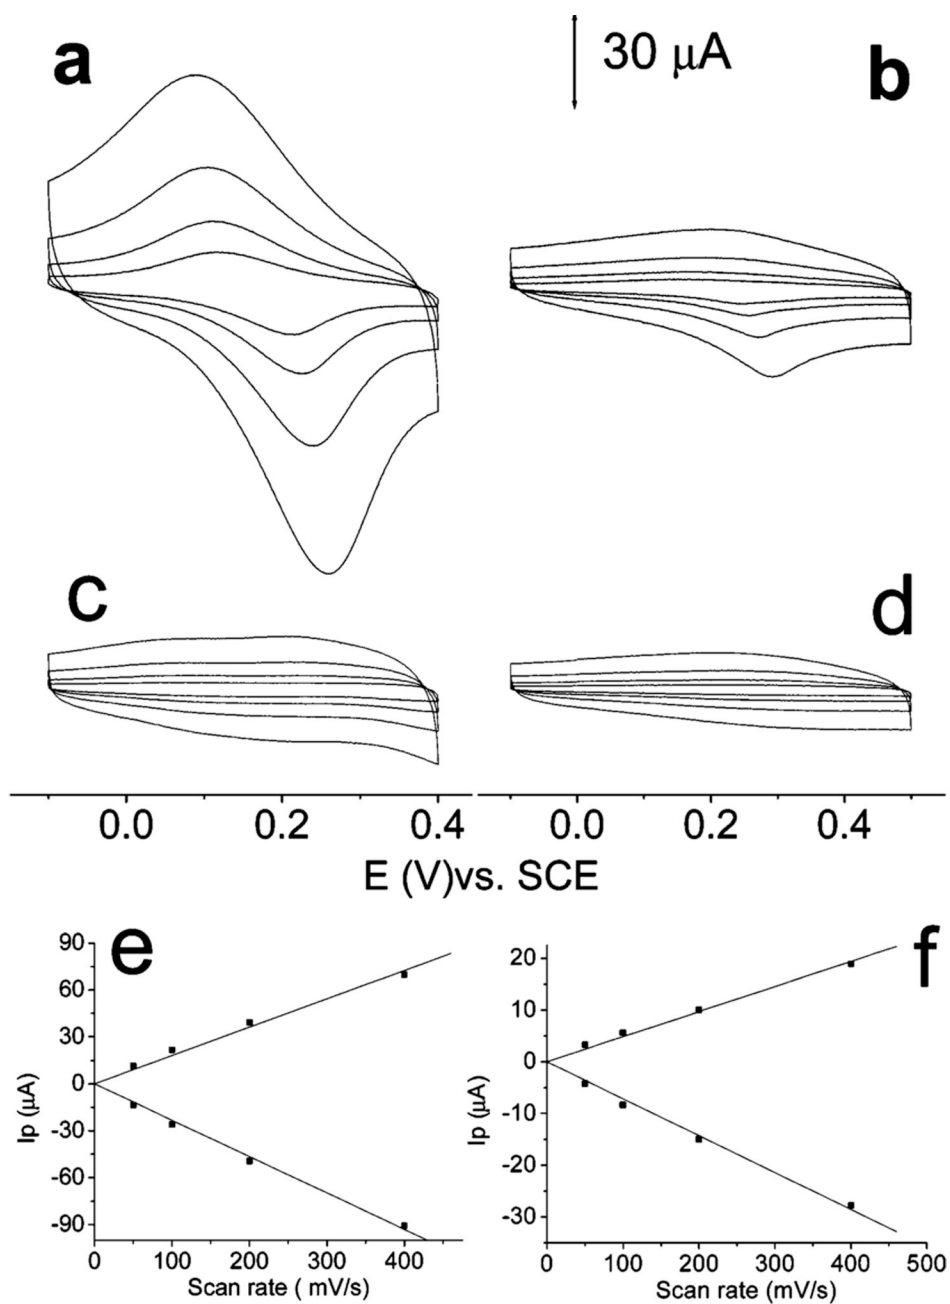 a
30 μA
b
c
d
0.0 0.2 0.4 0.0 0.2 0.4
E (V)vs. SCE
e
Ip (μA)
90
60
30
0
-30
-60
-90
0 100 200 300 400
Scan rate ( mV/s)
f
Ip (μA)
20
10
0
-10
-20
-30
0 100 200 300 400 500
Scan rate (mV/s)